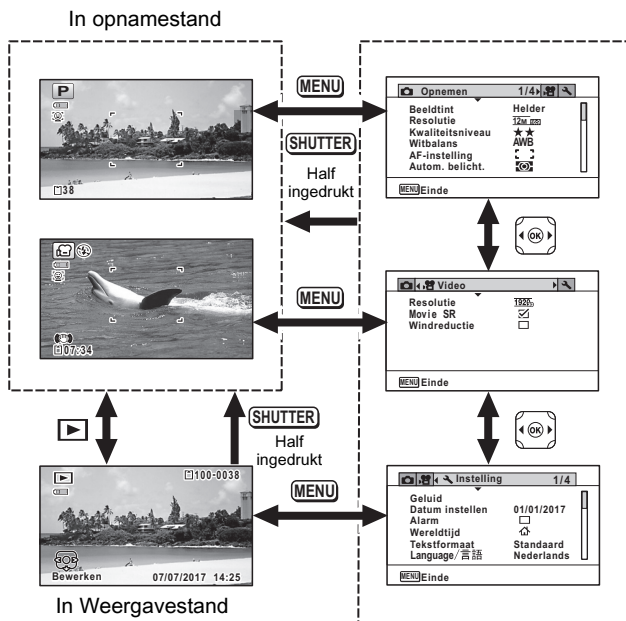 In opnamestand
P
38
MENU
SHUTTER
Half
ingedrukt
Opnemen 1/4
Beeldtint Helder
Resolutie 12M
Kwaliteitsniveau ★★
Witbalans AWB
AF-instelling
Autom. belicht.
MENU Einde
OK
07:34
MENU
Video
Resolutie
Movie SR
Windreductie
MENU Einde
OK
SHUTTER
Half
ingedrukt
MENU
100-0038
Bewerken 07/07/2017 14:25
In Weergavestand
Instelling 1/4
Geluid
Datum instellen 01/01/2017
Alarm
Wereldtijd
Tekstformaat Standaard
Language/言語 Nederlands
MENU Einde